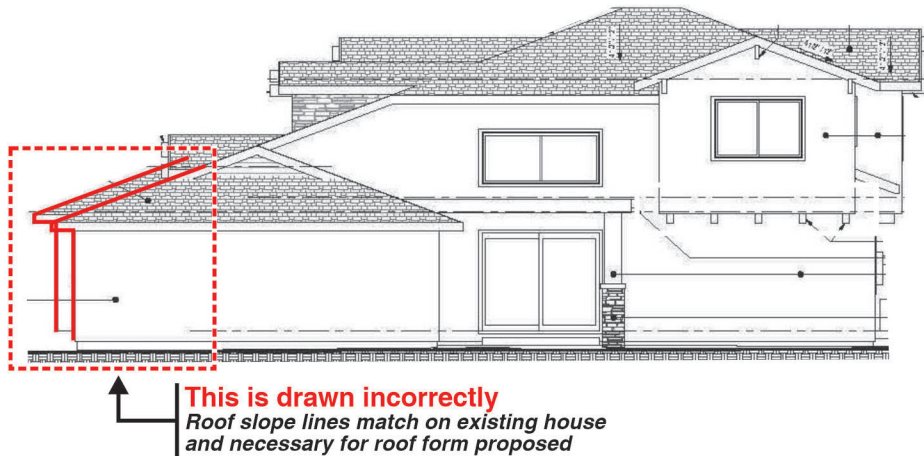 This is drawn incorrectly
Roof slope lines match on existing house
and necessary for roof form proposed